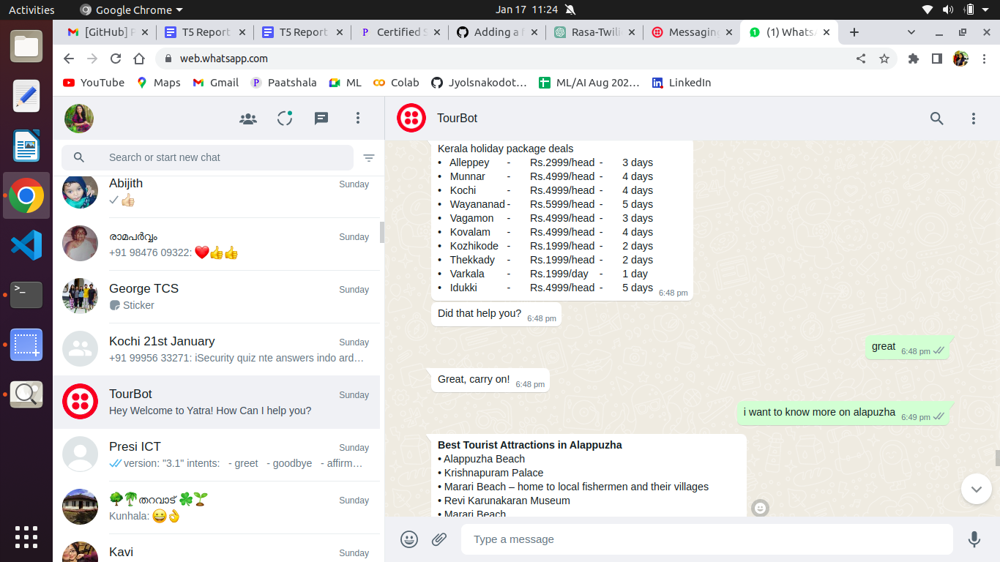 Activities Google Chrome Jan 17 11:24
[GitHub] P T5 Report T5 Report Certified S Adding a f Rasa-Twili Messaging (1) WhatsA
web.whatsapp.com
YouTube Maps Gmail Paatshala ML Colab Jyolsnakodot… ML/AI Aug 202… LinkedIn
TourBot
Search or start new chat
Abijith Sunday
👍🏻
രാമപർവ്വം Sunday
+91 98476 09322: ❤️👍👍
George TCS Sunday
Sticker
Kochi 21st January Sunday
+91 99956 33271: iSecurity quiz nte answers indo ard…
TourBot Sunday
Hey Welcome to Yatra! How Can I help you?
Presi ICT Sunday
version: "3.1" intents: - greet - goodbye - affirm…
🌳🌴തറവാട് 🍀🌱 Sunday
Kunhala: 😀👌
Kavi Sunday
Kerala holiday package deals
• Alleppey - Rs.2999/head - 3 days
• Munnar - Rs.4999/head - 4 days
• Kochi - Rs.4999/head - 4 days
• Wayananad - Rs.5999/head - 5 days
• Vagamon - Rs.4999/head - 3 days
• Kovalam - Rs.4999/head - 4 days
• Kozhikode - Rs.1999/head - 2 days
• Thekkady - Rs.1999/head - 2 days
• Varkala - Rs.1999/day - 1 day
• Idukki - Rs.4999/head - 5 days 6:48 pm
Did that help you? 6:48 pm
great 6:48 pm
Great, carry on! 6:48 pm
i want to know more on alapuzha 6:49 pm
Best Tourist Attractions in Alappuzha
• Alappuzha Beach
• Krishnapuram Palace
• Marari Beach – home to local fishermen and their villages
• Revi Karunakaran Museum
• Marari Beach
Type a message